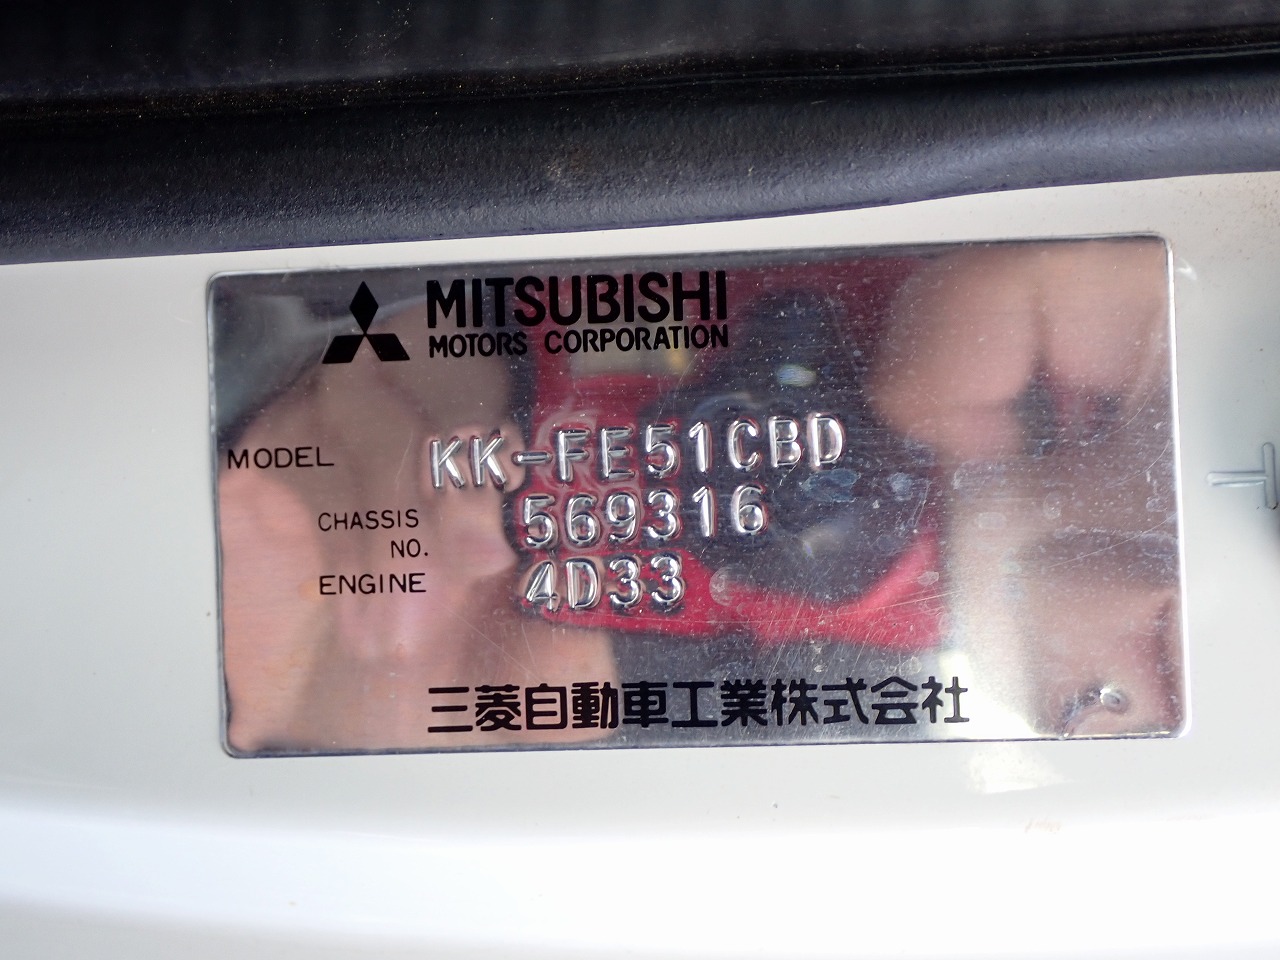 MITSUBISHI
MOTORS CORPORATION
MODEL KK-FE51CBD
CHASSIS NO. 569316
ENGINE 4D33
三菱自動車工業株式会社